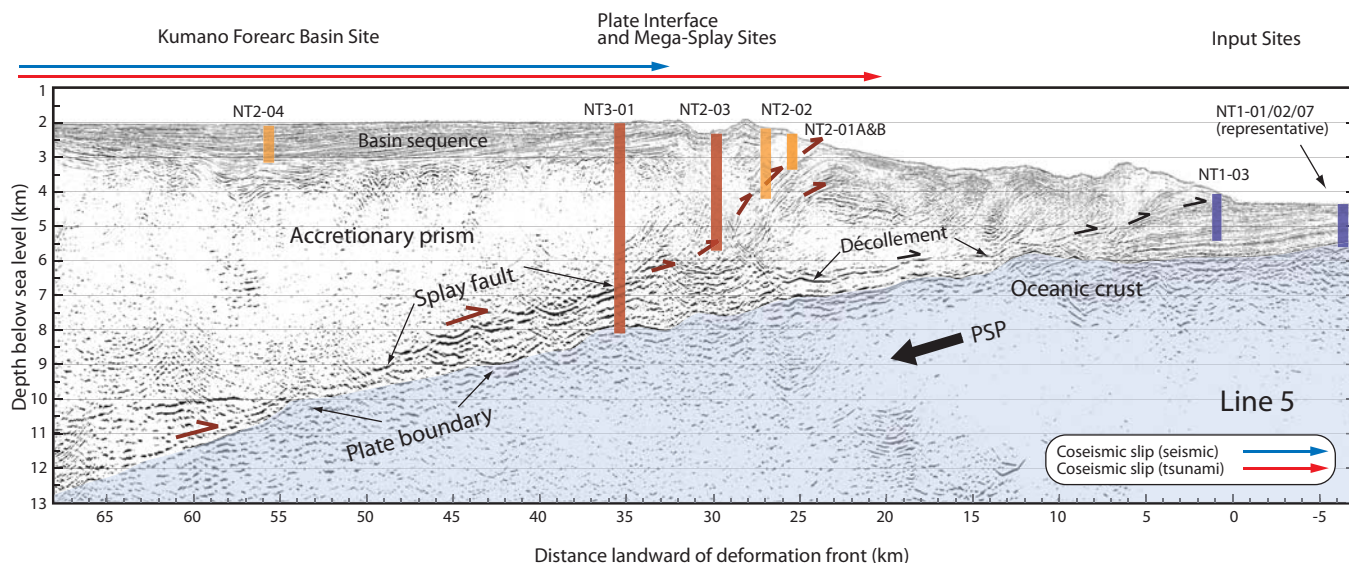 Kumano Forearc Basin Site
Plate Interface
and Mega-Splay Sites
Input Sites
NT2-04
NT3-01
NT2-03
NT2-02
NT2-01A&B
NT1-01/02/07
(representative)
NT1-03
Basin sequence
Accretionary prism
Splay fault
Décollement
Oceanic crust
PSP
Plate boundary
Line 5
Coseismic slip (seismic)
Coseismic slip (tsunami)
Depth below sea level (km)
1
2
3
4
5
6
7
8
9
10
11
12
13
65 60 55 50 45 40 35 30 25 20 15 10 5 0 -5
Distance landward of deformation front (km)